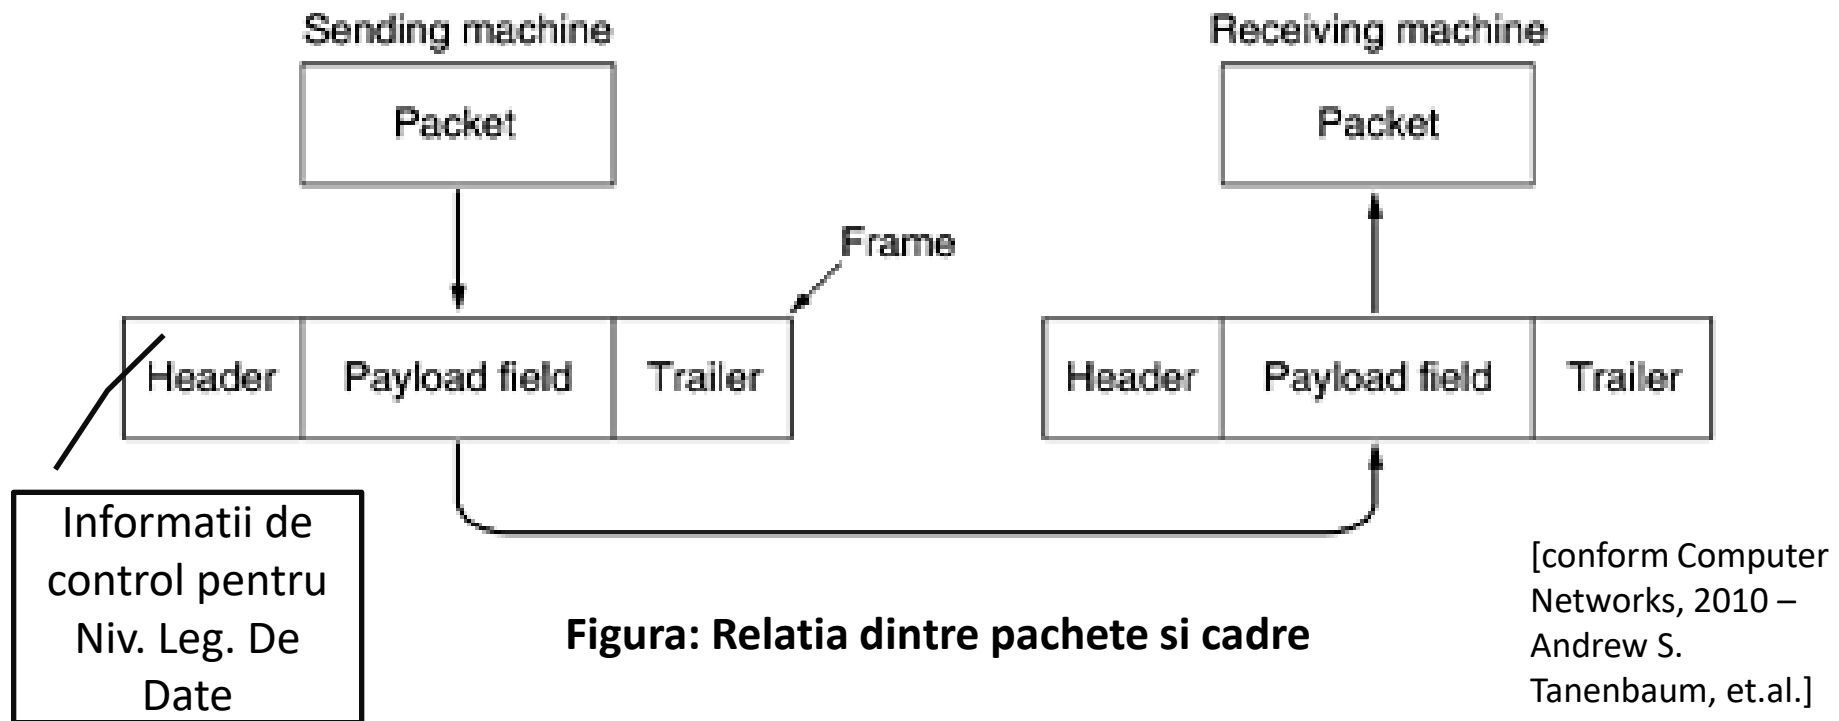 Sending machine
Receiving machine
Packet
Packet
Frame
Header
Payload field
Trailer
Header
Payload field
Trailer
Informatii de
control pentru
Niv. Leg. De
Date
Figura: Relatia dintre pachete si cadre
[conform Computer
Networks, 2010 –
Andrew S.
Tanenbaum, et.al.]